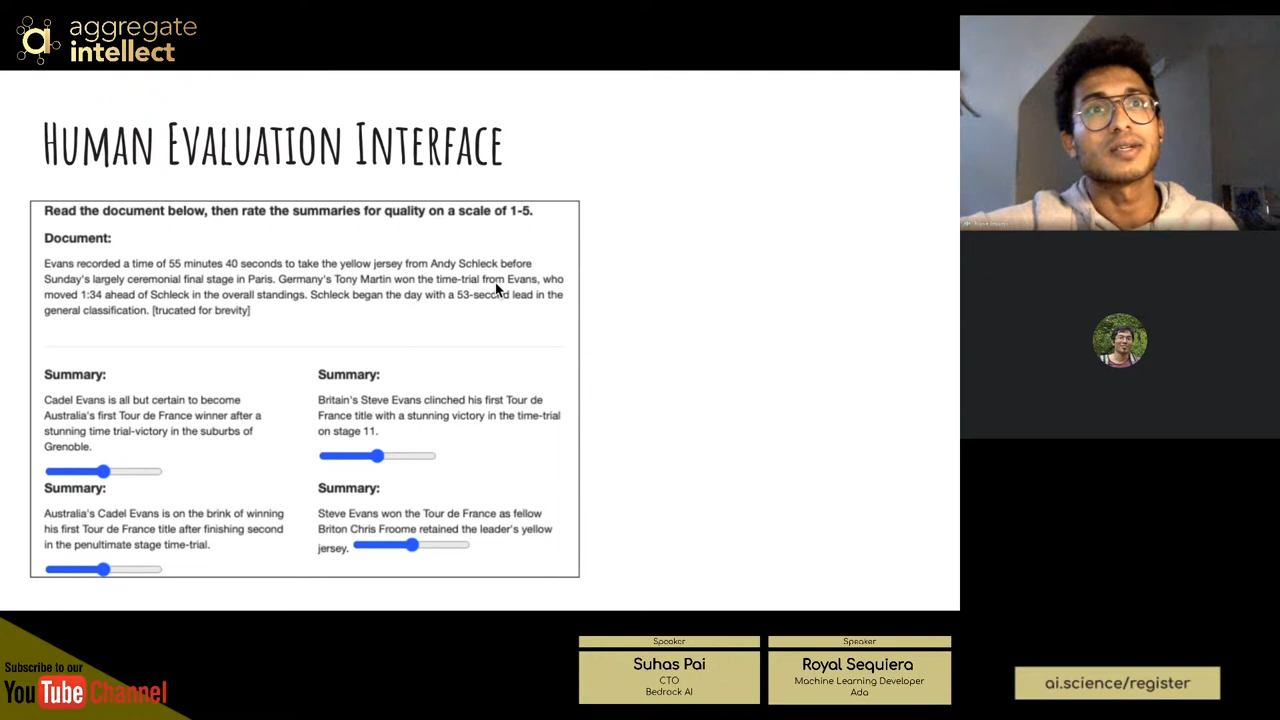 aggregate
intellect
Human Evaluation Interface
Read the document below, then rate the summaries for quality on a scale of 1-5.
Document:
Evans recorded a time of 55 minutes 40 seconds to take the yellow jersey from Andy Schleck before
Sunday's largely ceremonial final stage in Paris. Germany's Tony Martin won the time-trial from Evans, who
moved 1:34 ahead of Schleck in the overall standings. Schleck began the day with a 53-second lead in the
general classification. [trucated for brevity]
Summary:
Cadel Evans is all but certain to become
Australia's first Tour de France winner after a
stunning time trial-victory in the suburbs of
Grenoble.
Summary:
Britain's Steve Evans clinched his first Tour de
France title with a stunning victory in the time-trial
on stage 11.
Summary:
Australia's Cadel Evans is on the brink of winning
his first Tour de France title after finishing second
in the penultimate stage time-trial.
Summary:
Steve Evans won the Tour de France as fellow
Briton Chris Froome retained the leader's yellow
jersey.
Subscribe to our
YouTube Channel
Speaker
Suhas Pai
CTO
Bedrock AI
Speaker
Royal Sequiera
Machine Learning Developer
Ada
ai.science/register